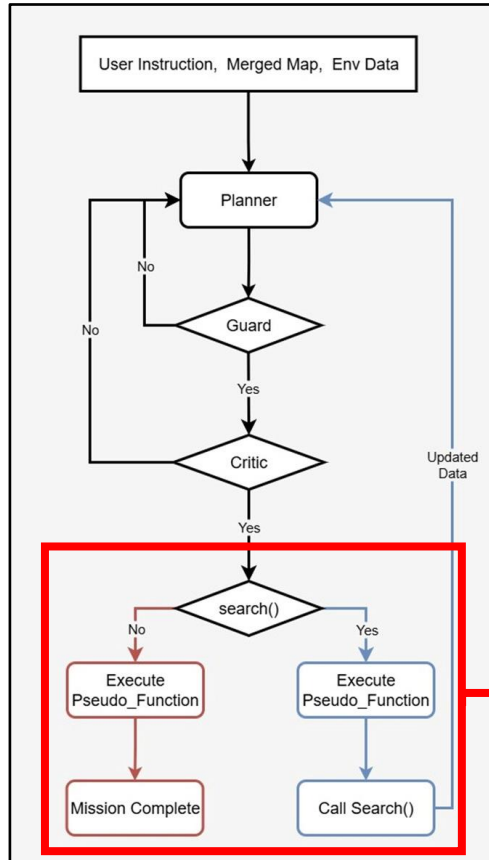 User Instruction, Merged Map, Env Data
Planner
No
Guard
No
Yes
Critic
Updated
Data
Yes
search()
No
Yes
Execute
Pseudo_Function
Execute
Pseudo_Function
Mission Complete
Call Search()